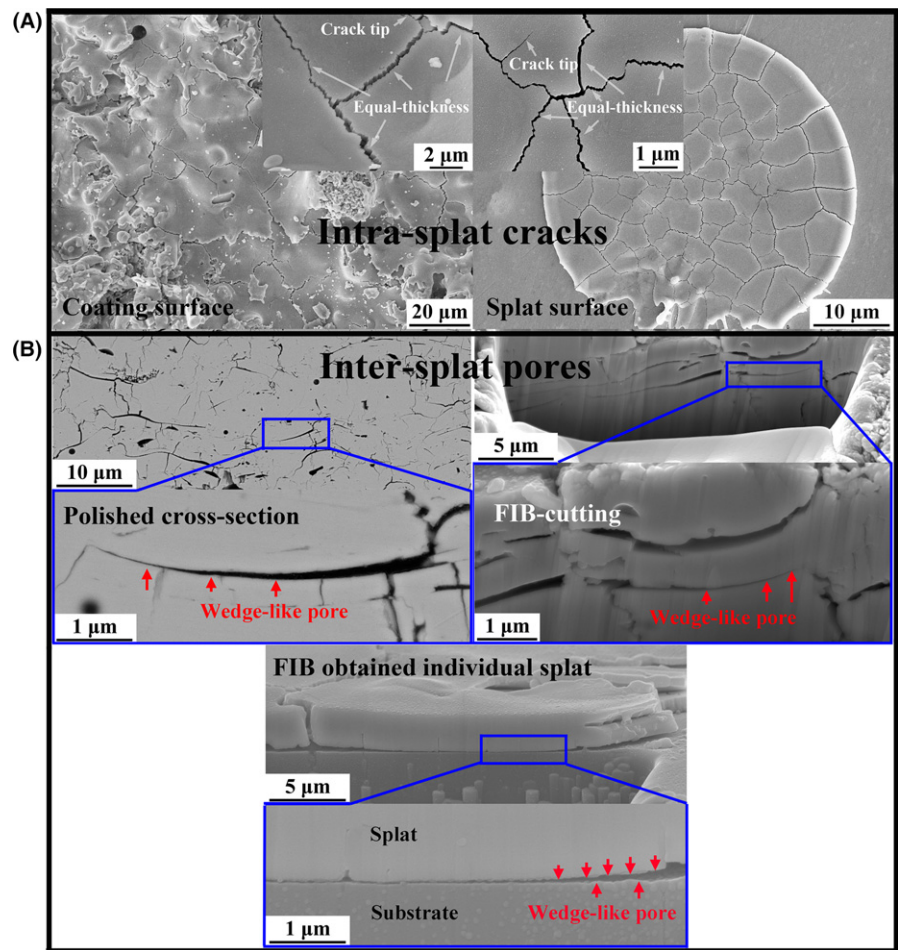 (A)
Crack tip
Equal-thickness
2 μm
Crack tip
Equal-thickness
1 μm
Intra-splat cracks
Coating surface
20 μm
Splat surface
10 μm
(B)
Inter-splat pores
10 μm
5 μm
Polished cross-section
Wedge-like pore
1 μm
FIB-cutting
Wedge-like pore
1 μm
FIB obtained individual splat
5 μm
Splat
Wedge-like pore
Substrate
1 μm